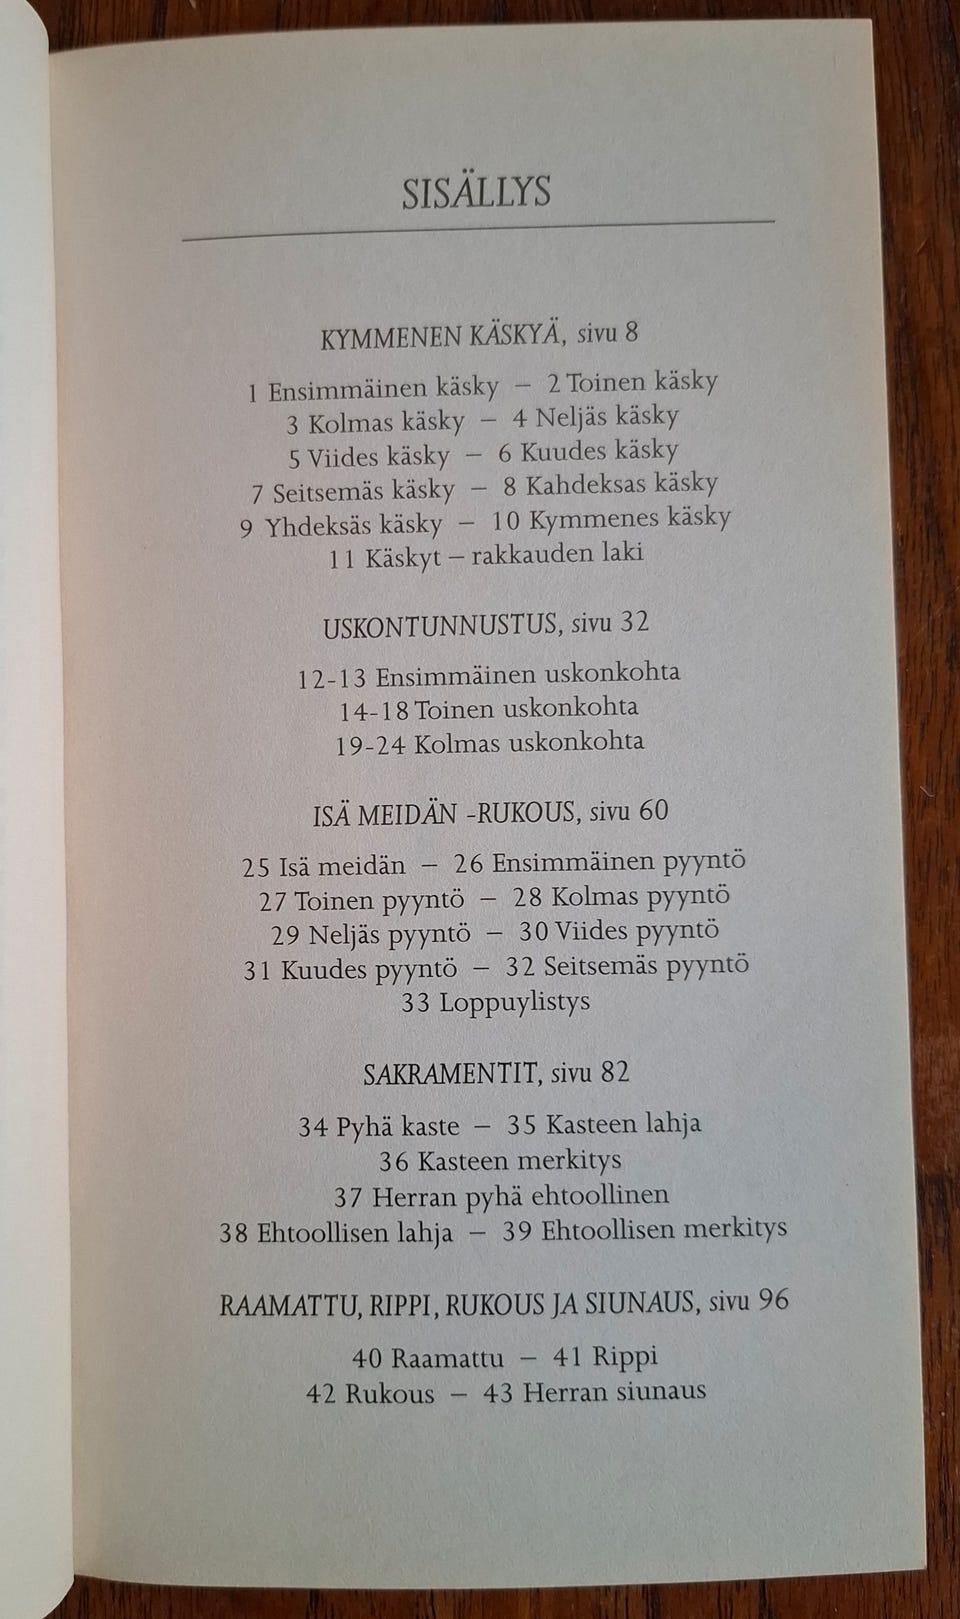 SISÄLLYS
KYMMENEN KÄSKYÄ, sivu 8
1 Ensimmäinen käsky – 2 Toinen käsky
3 Kolmas käsky – 4 Neljäs käsky
5 Viides käsky – 6 Kuudes käsky
7 Seitsemäs käsky – 8 Kahdeksas käsky
9 Yhdeksäs käsky – 10 Kymmenes käsky
11 Käskyt – rakkauden laki
USKONTUNNUSTUS, sivu 32
12-13 Ensimmäinen uskonkohta
14-18 Toinen uskonkohta
19-24 Kolmas uskonkohta
ISÄ MEIDÄN -RUKOUS, sivu 60
25 Isä meidän – 26 Ensimmäinen pyyntö
27 Toinen pyyntö – 28 Kolmas pyyntö
29 Neljäs pyyntö – 30 Viides pyyntö
31 Kuudes pyyntö – 32 Seitsemäs pyyntö
33 Loppuylistys
SAKRAMENTIT, sivu 82
34 Pyhä kaste – 35 Kasteen lahja
36 Kasteen merkitys
37 Herran pyhä ehtoollinen
38 Ehtoollisen lahja – 39 Ehtoollisen merkitys
RAAMATTU, RIPPI, RUKOUS JA SIUNAUS, sivu 96
40 Raamattu – 41 Rippi
42 Rukous – 43 Herran siunaus